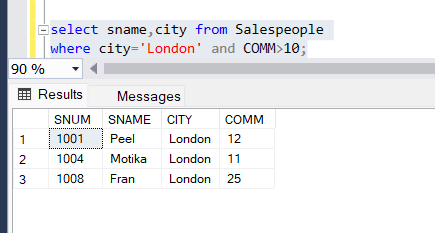 select sname,city from Salespeople
where city='London' and COMM>10;
90 %
Results Messages
SNUM SNAME CITY COMM
1 1001 Peel London 12
2 1004 Motika London 11
3 1008 Fran London 25